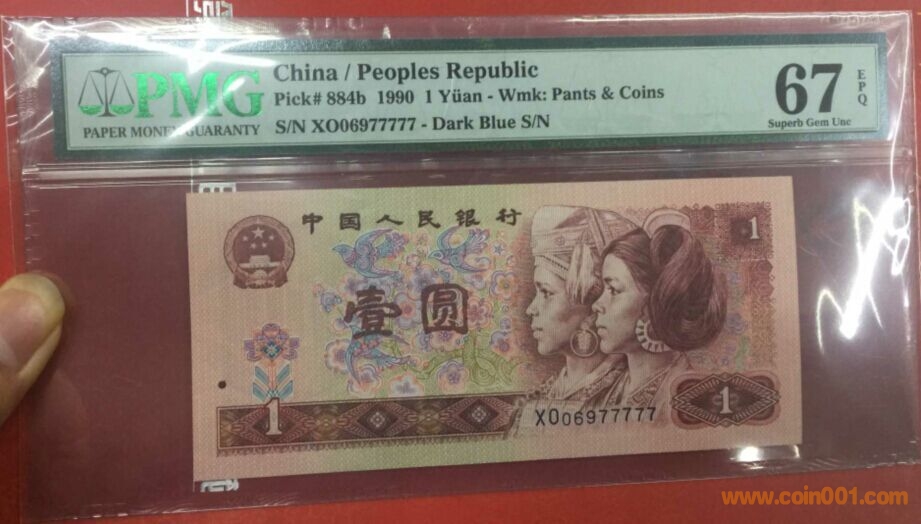 PMG
PAPER MONEY GUARANTY
China / Peoples Republic
Pick# 884b 1990 1 Yüan - Wmk: Pants & Coins
S/N XO06977777 - Dark Blue S/N
67 EPQ
Superb Gem Unc
中国人民银行
1
壹圆
1
XO06977777
1
www.coin001.com